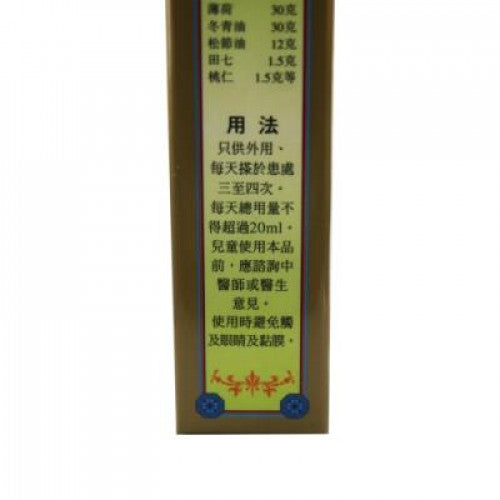 薄荷 30克
冬青油 30克
松節油 12克
田七 1.5克
桃仁 1.5克等
用法
只供外用。
每天搽於患處
三至四次。
每天總用量不
得超過20ml。
兒童使用本品
前，應諮詢中
醫師或醫生
意見。
使用時避免觸
及眼睛及黏膜。